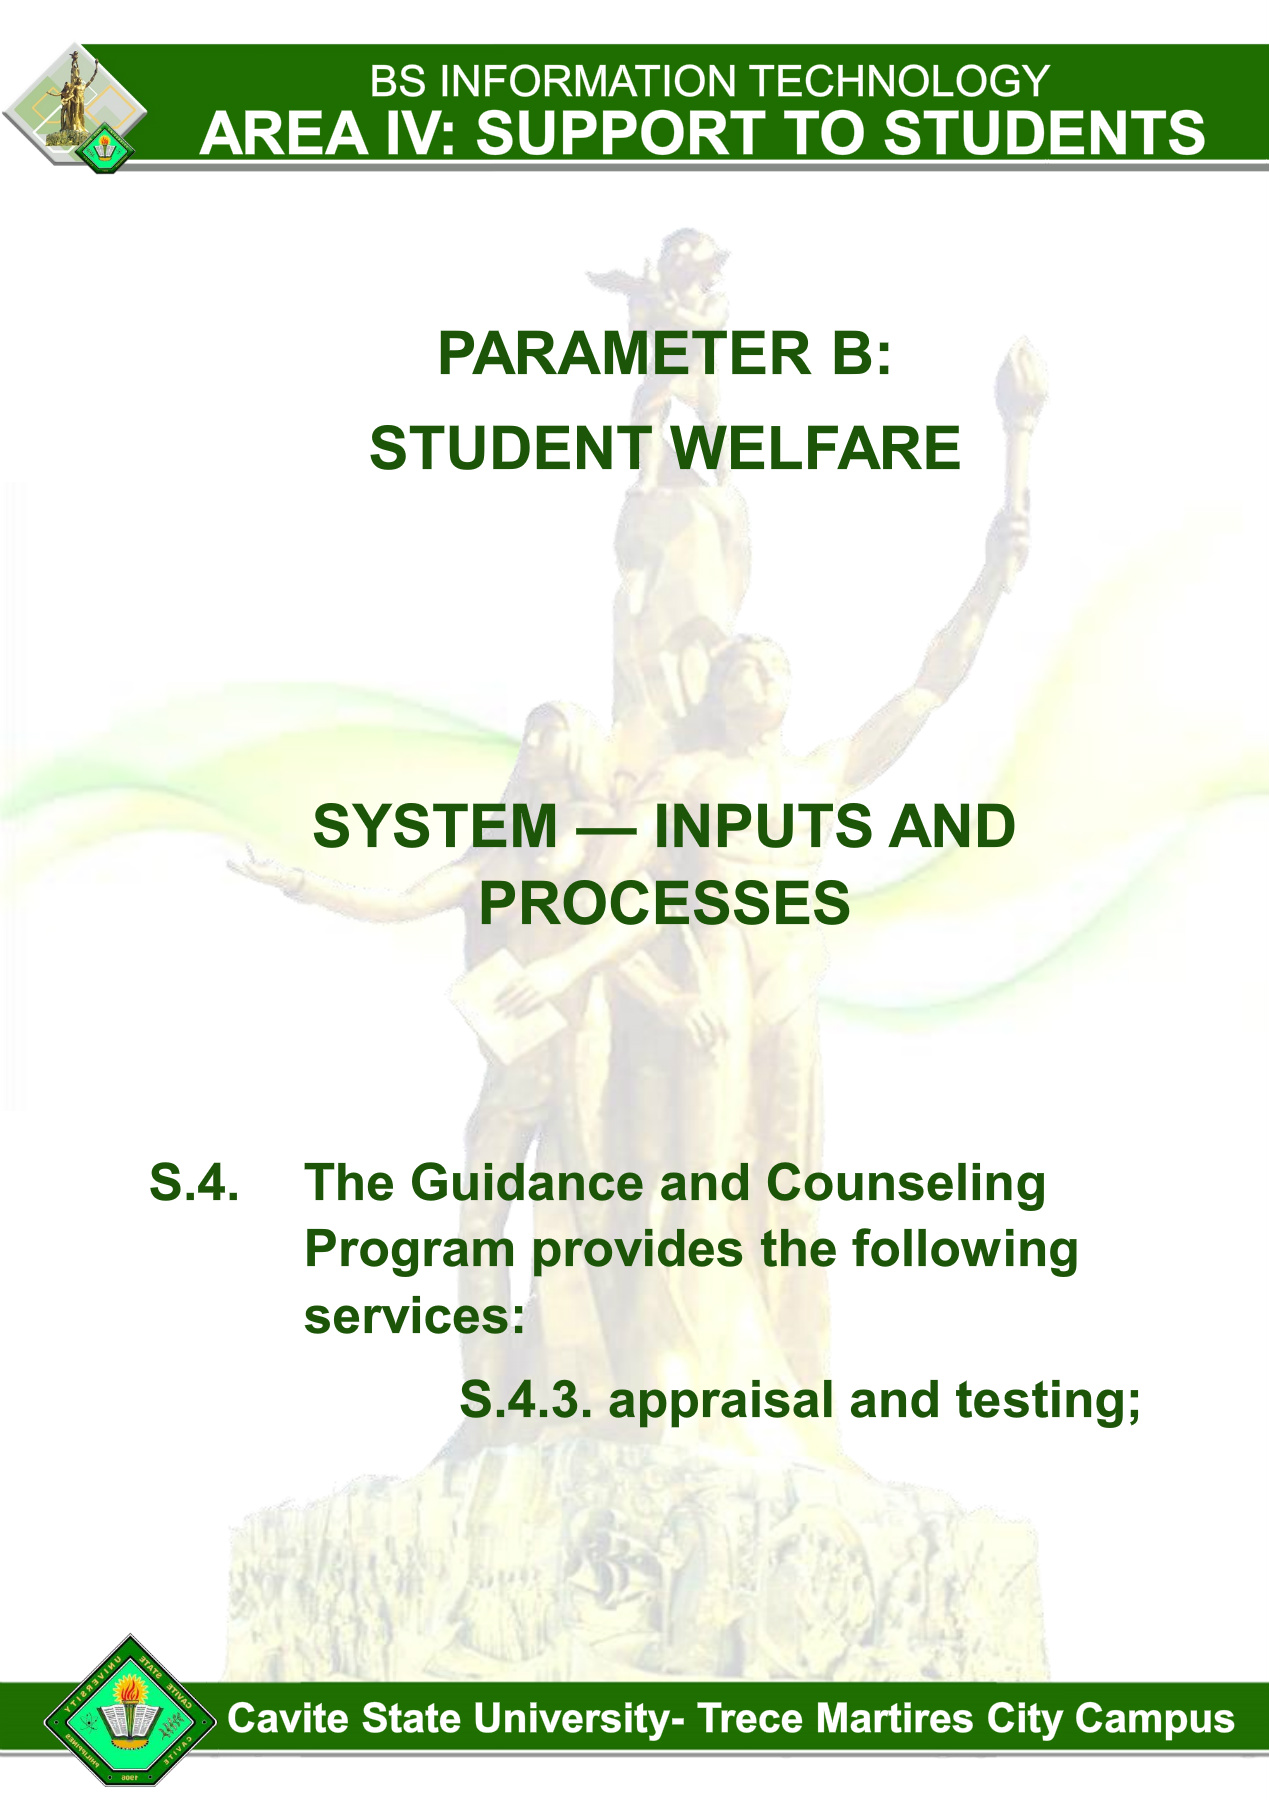 BS INFORMATION TECHNOLOGY
AREA IV: SUPPORT TO STUDENTS
PARAMETER B:
STUDENT WELFARE
SYSTEM — INPUTS AND
PROCESSES
S.4. The Guidance and Counseling
Program provides the following
services:
S.4.3. appraisal and testing;
CAVITE STATE UNIVERSITY
CAVITE PHILIPPINES
1906
Cavite State University- Trece Martires City Campus